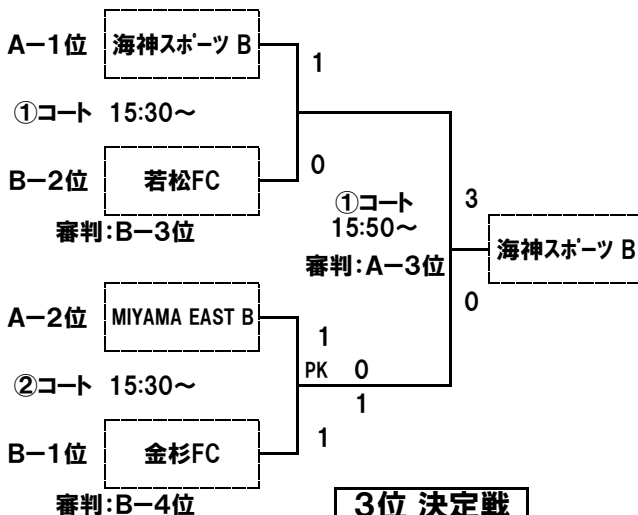 A－1位
海神スポーツ B
1
①コート 15:30～
B－2位
若松FC
0
審判：B－3位
①コート
15:50～
審判：A－3位
3
海神スポーツ B
0
A－2位
MIYAMA EAST B
1
PK 0
1
②コート 15:30～
B－1位
金杉FC
1
審判：B－4位
3位 決定戦